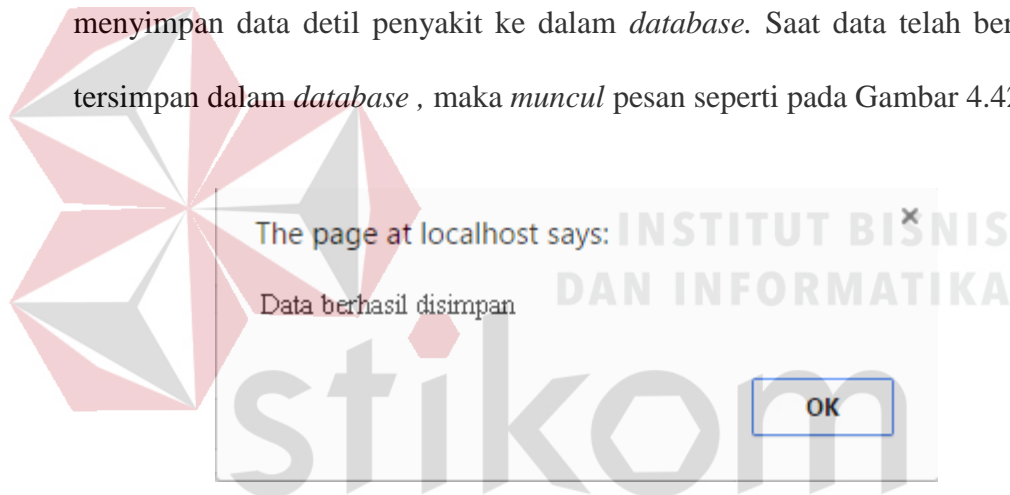 menyimpan data detil penyakit ke dalam database. Saat data telah ber
tersimpan dalam database , maka muncul pesan seperti pada Gambar 4.42
The page at localhost says:
×
INSTITUT BISNIS
DAN INFORMATIKA
Data berhasil disimpan
stikom
OK